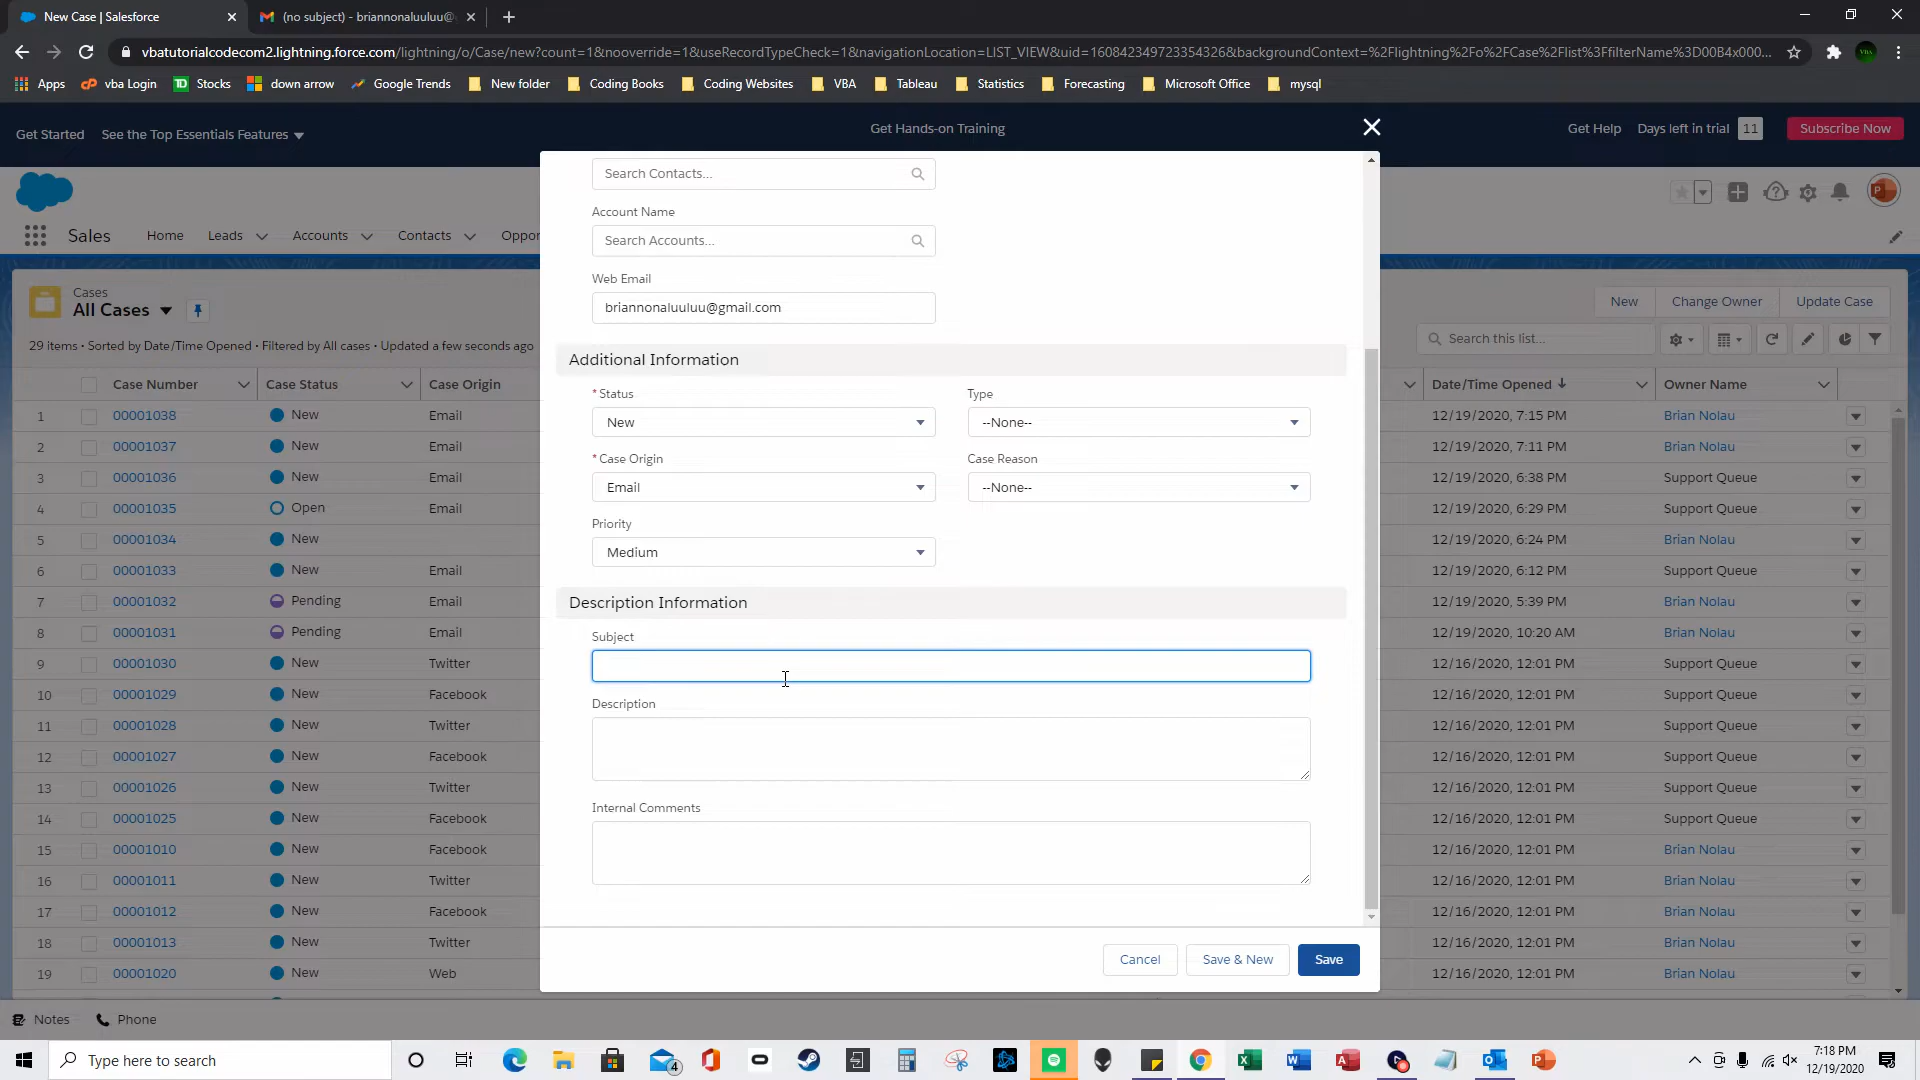 New Case | Salesforce
(no subject) - briannonaluuluu@
vbatutorialcodecom2.lightning.force.com/lightning/o/Case/new?count=1&nooverride=1&useRecordTypeCheck=1&navigationLocation=LIST_VIEW&uid=160842349723354326&backgroundContext=%2Flightning%2Fo%2FCase%2Flist%3FfilterName%3D00B4x000...
Apps
vba Login
Stocks
down arrow
Google Trends
New folder
Coding Books
Coding Websites
VBA
Tableau
Statistics
Forecasting
Microsoft Office
mysql
Get Started
See the Top Essentials Features
Get Hands-on Training
Get Help
Days left in trial 11
Subscribe Now
Sales
Home
Leads
Accounts
Contacts
Oppor
Cases
All Cases
New
Change Owner
Update Case
29 items • Sorted by Date/Time Opened • Filtered by All cases • Updated a few seconds ago
Search this list...
Case Number
Case Status
Case Origin
Date/Time Opened
Owner Name
1 00001038 New Email 12/19/2020, 7:15 PM Brian Nolau
2 00001037 New Email 12/19/2020, 7:11 PM Brian Nolau
3 00001036 New Email 12/19/2020, 6:38 PM Support Queue
4 00001035 Open Email 12/19/2020, 6:29 PM Support Queue
5 00001034 New 12/19/2020, 6:24 PM Brian Nolau
6 00001033 New Email 12/19/2020, 6:12 PM Support Queue
7 00001032 Pending Email 12/19/2020, 5:39 PM Brian Nolau
8 00001031 Pending Email 12/19/2020, 10:20 AM Brian Nolau
9 00001030 New Twitter 12/16/2020, 12:01 PM Support Queue
10 00001029 New Facebook 12/16/2020, 12:01 PM Support Queue
11 00001028 New Twitter 12/16/2020, 12:01 PM Support Queue
12 00001027 New Facebook 12/16/2020, 12:01 PM Support Queue
13 00001026 New Twitter 12/16/2020, 12:01 PM Support Queue
14 00001025 New Facebook 12/16/2020, 12:01 PM Support Queue
15 00001010 New Facebook 12/16/2020, 12:01 PM Brian Nolau
16 00001011 New Twitter 12/16/2020, 12:01 PM Brian Nolau
17 00001012 New Facebook 12/16/2020, 12:01 PM Brian Nolau
18 00001013 New Twitter 12/16/2020, 12:01 PM Brian Nolau
19 00001020 New Web 12/16/2020, 12:01 PM Brian Nolau
Search Contacts...
Account Name
Search Accounts...
Web Email
briannonaluuluu@gmail.com
Additional Information
*Status
New
Type
--None--
*Case Origin
Email
Case Reason
--None--
Priority
Medium
Description Information
Subject
Description
Internal Comments
Cancel
Save & New
Save
Notes
Phone
Type here to search
4
7:18 PM
12/19/2020